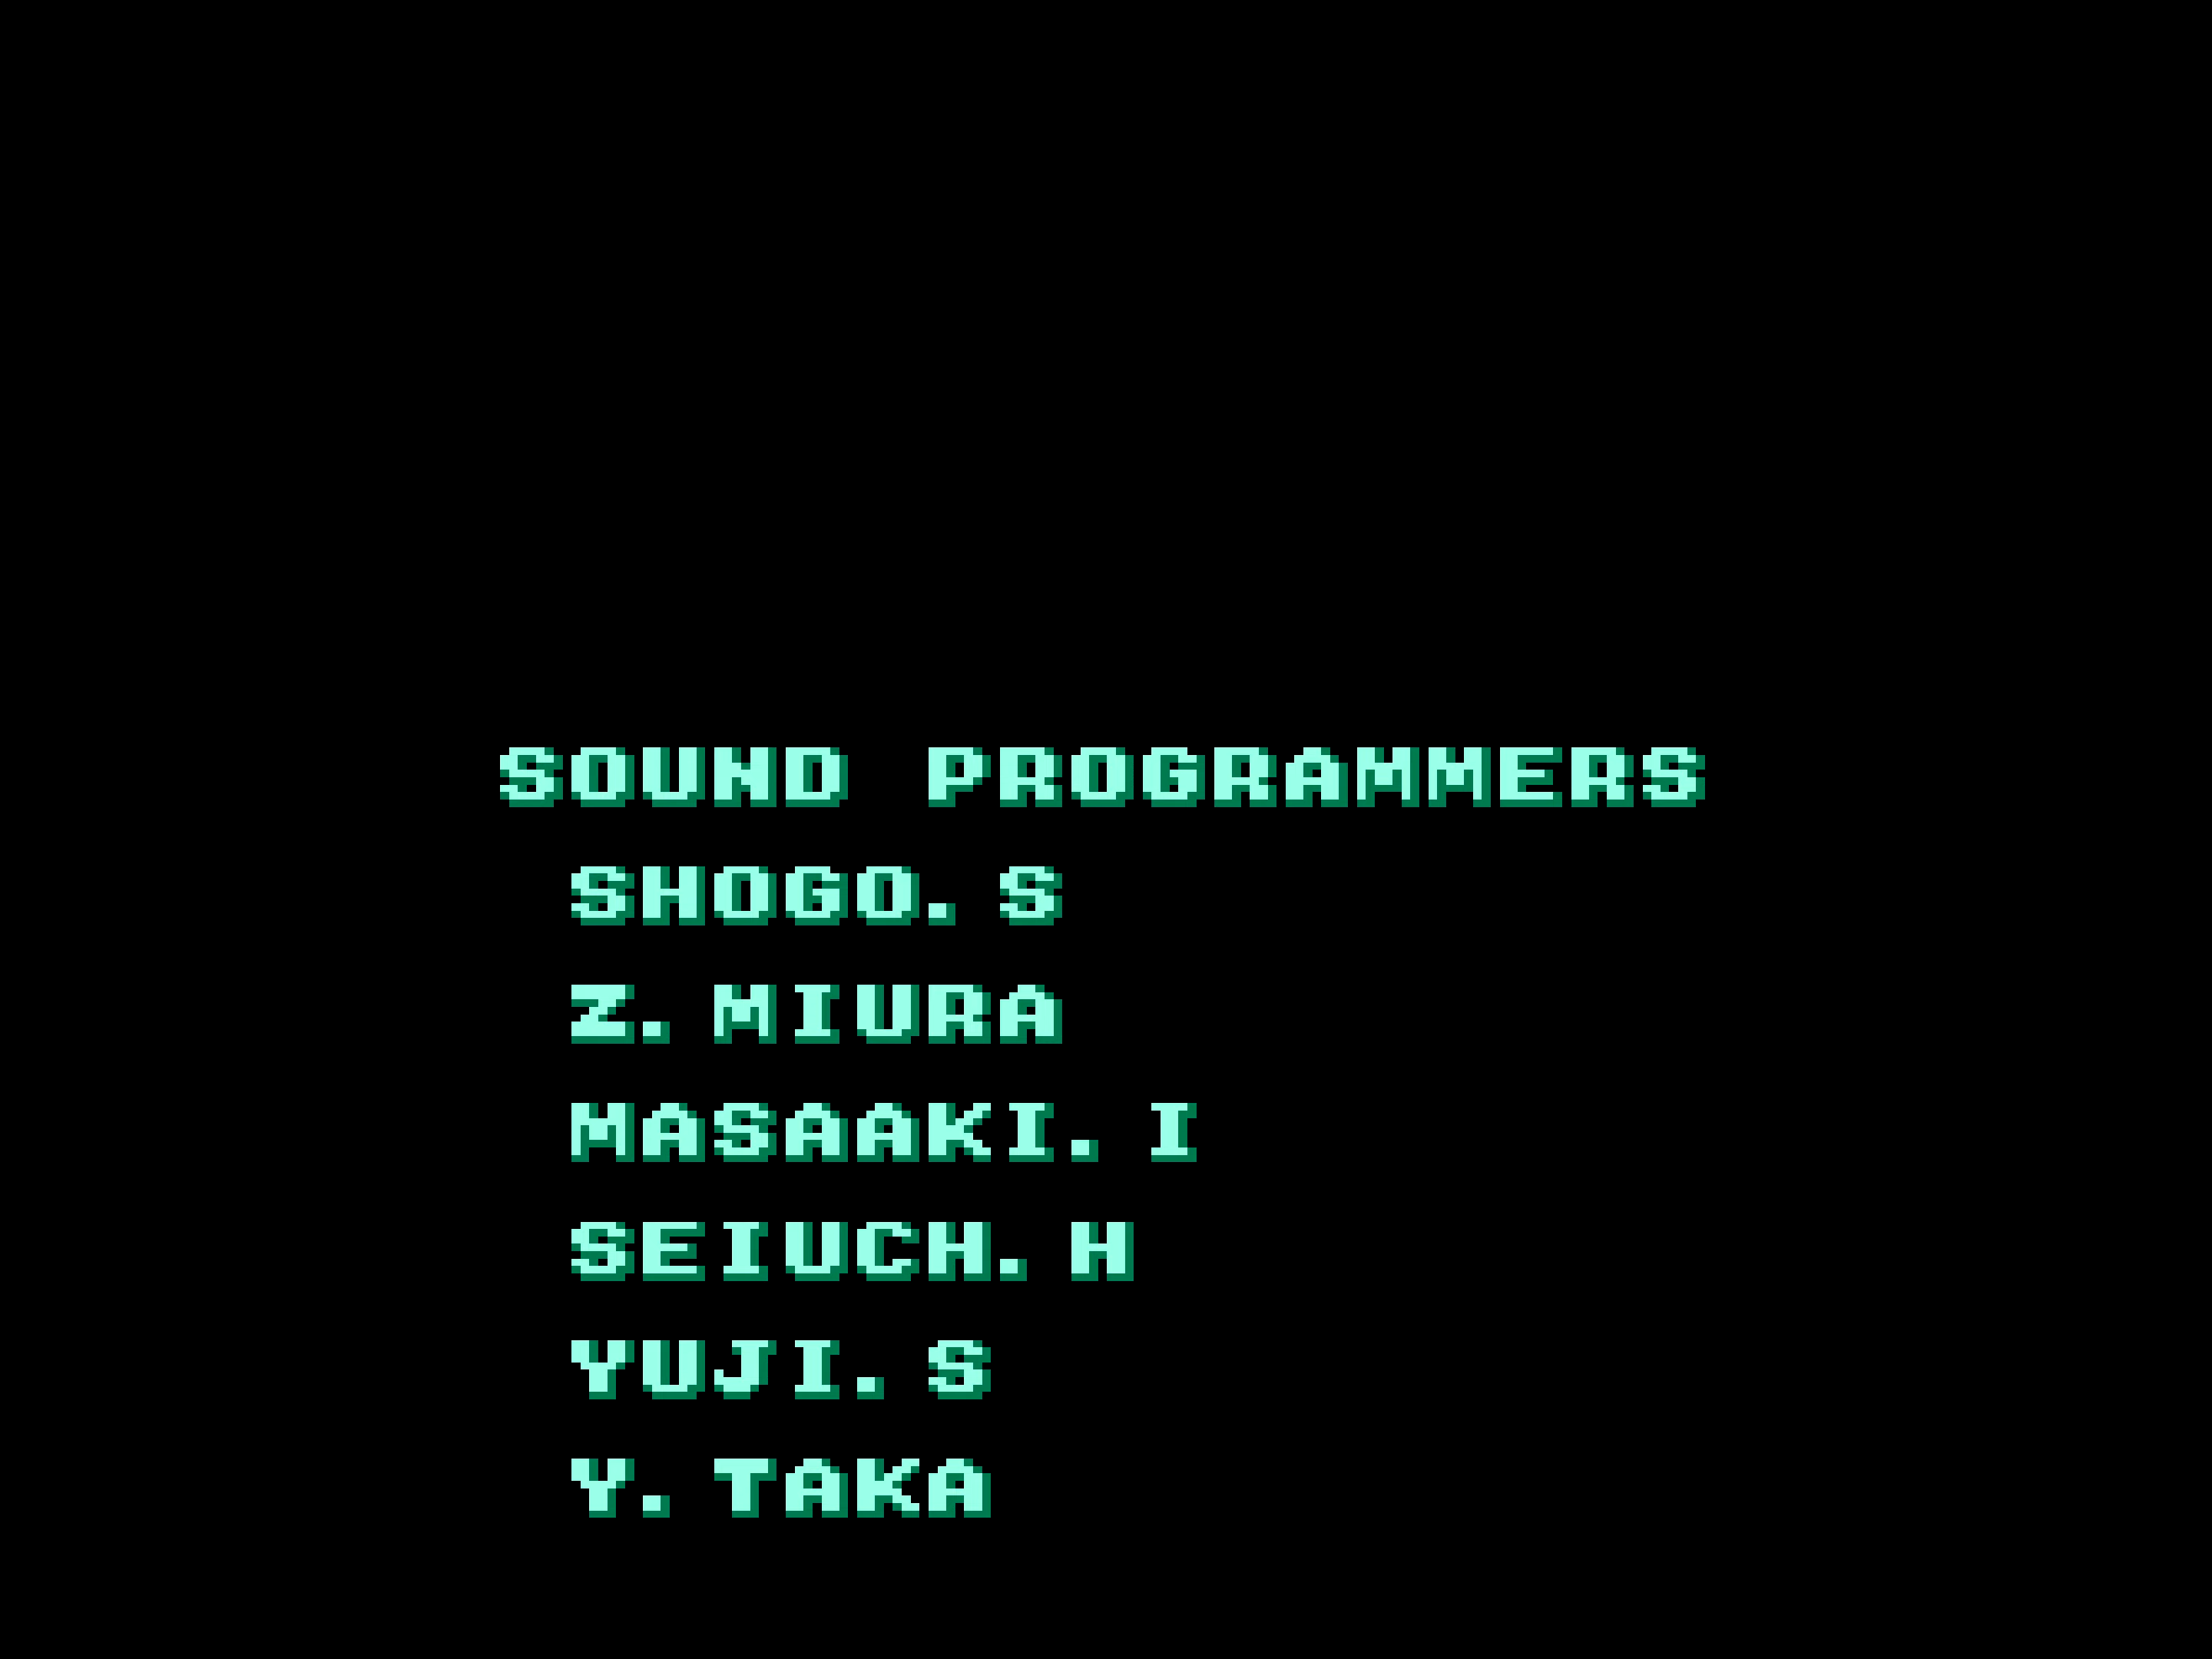 SOUND PROGRAMMERS
SHOGO.S
Z.MIURA
MASAAKI.I
SEIUCH.H
YUJI.S
Y.TAKA